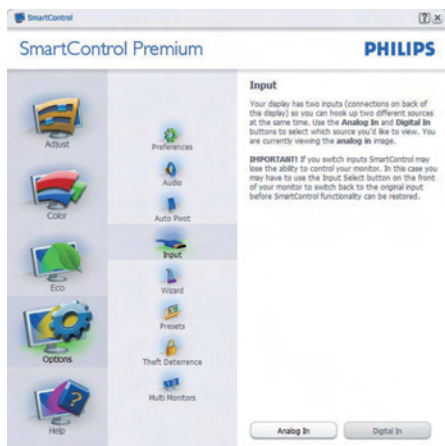 SmartControl
SmartControl Premium
PHILIPS
Adjust
Color
Eco
Options
Help
Preferences
Audio
Auto Pivot
Input
Wizard
Presets
Theft Deterrence
Multi Monitors
Input
Your display has two inputs (connections on back of
the display) so you can hook up two different sources
at the same time. Use the Analog In and Digital In
buttons to select which source you'd like to view. You
are currently viewing the analog in image.
IMPORTANT! If you switch inputs SmartControl may
lose the ability to control your monitor. In this case you
may have to use the Input Select button on the front
of your monitor to switch back to the original input
before SmartControl functionality can be restored.
Analog In
Digital In